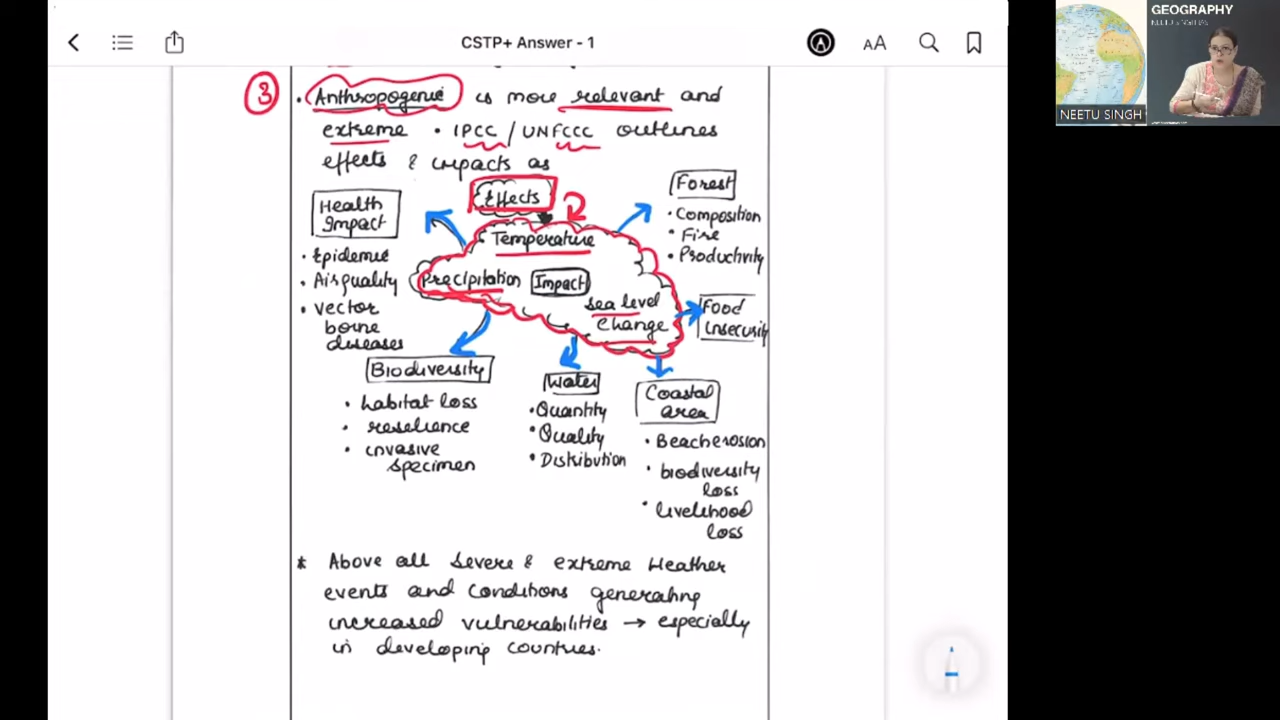 CSTP+ Answer - 1
AA
GEOGRAPHY
NEETU SINGH
3
• Anthropogenic is more relevant and
extreme • IPCC / UNFCCC outlines
effects & impacts as
Effects
Temperature
Precipitation
Impact
sea level
Change
Health
Impact
• Epidemic
• Air quality
• vector
borne
diseases
Forest
• Composition
• Fire
• Productivity
Food
Insecurity
Biodiversity
• habitat loss
• reselience
• invasive
specimen
Water
• Quantity
• Quality
• Distribution
Coastal
area
• Beach erosion
• biodiversity
loss
• livelihood
loss
* Above all severe & extreme Weather
events and conditions generating
increased vulnerabilities → especially
in developing countries.